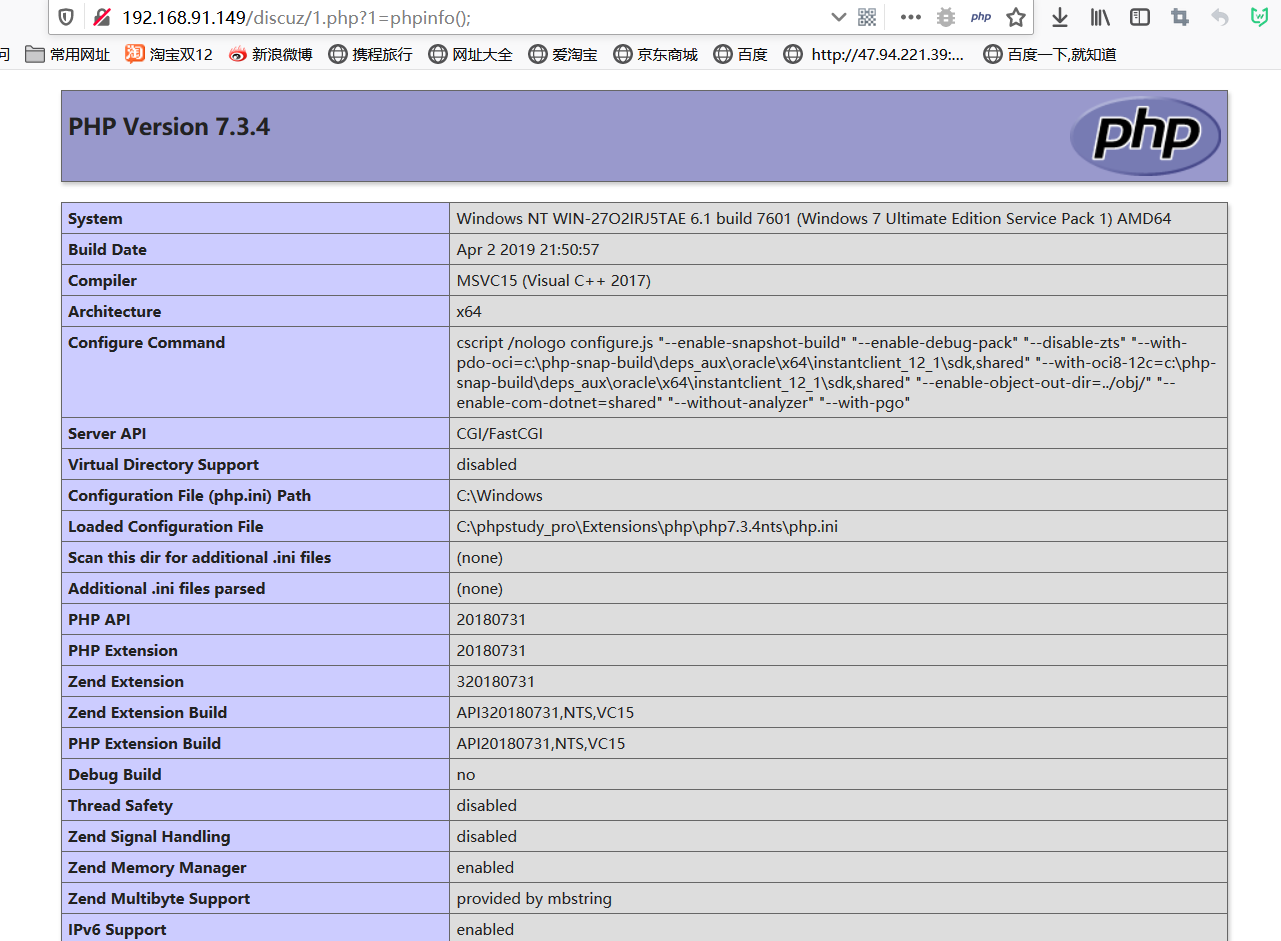 192.168.91.149/discuz/1.php?1=phpinfo();
php
问 常用网址 淘 淘宝双12 新浪微博 携程旅行 网址大全 爱淘宝 京东商城 百度 http://47.94.221.39:... 百度一下,就知道
PHP Version 7.3.4
php
System Windows NT WIN-27O2IRJ5TAE 6.1 build 7601 (Windows 7 Ultimate Edition Service Pack 1) AMD64
Build Date Apr 2 2019 21:50:57
Compiler MSVC15 (Visual C++ 2017)
Architecture x64
Configure Command cscript /nologo configure.js "--enable-snapshot-build" "--enable-debug-pack" "--disable-zts" "--with-
pdo-oci=c:\php-snap-build\deps_aux\oracle\x64\instantclient_12_1\sdk,shared" "--with-oci8-12c=c:\php-
snap-build\deps_aux\oracle\x64\instantclient_12_1\sdk,shared" "--enable-object-out-dir=../obj/" "--
enable-com-dotnet=shared" "--without-analyzer" "--with-pgo"
Server API CGI/FastCGI
Virtual Directory Support disabled
Configuration File (php.ini) Path C:\Windows
Loaded Configuration File C:\phpstudy_pro\Extensions\php\php7.3.4nts\php.ini
Scan this dir for additional .ini files (none)
Additional .ini files parsed (none)
PHP API 20180731
PHP Extension 20180731
Zend Extension 320180731
Zend Extension Build API320180731,NTS,VC15
PHP Extension Build API20180731,NTS,VC15
Debug Build no
Thread Safety disabled
Zend Signal Handling disabled
Zend Memory Manager enabled
Zend Multibyte Support provided by mbstring
IPv6 Support enabled